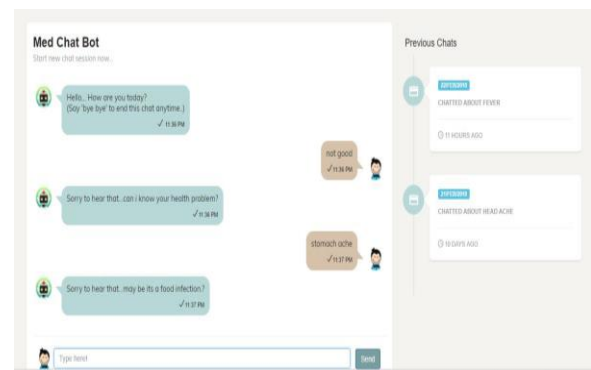 Med Chat Bot
Start new chat session now..
Hello... How are you today?
(Say 'bye bye' to end this chat anytime..)
✓ 11:36 PM
not good
✓ 11:36 PM
Sorry to hear that...can i know your health problem?
✓ 11:36 PM
stomach ache
✓ 11:37 PM
Sorry to hear that...may be its a food infection.?
✓ 11:37 PM
Type here!
Send
Previous Chats
CHATTED ABOUT FEVER
11 HOURS AGO
CHATTED ABOUT HEAD ACHE
10 DAYS AGO